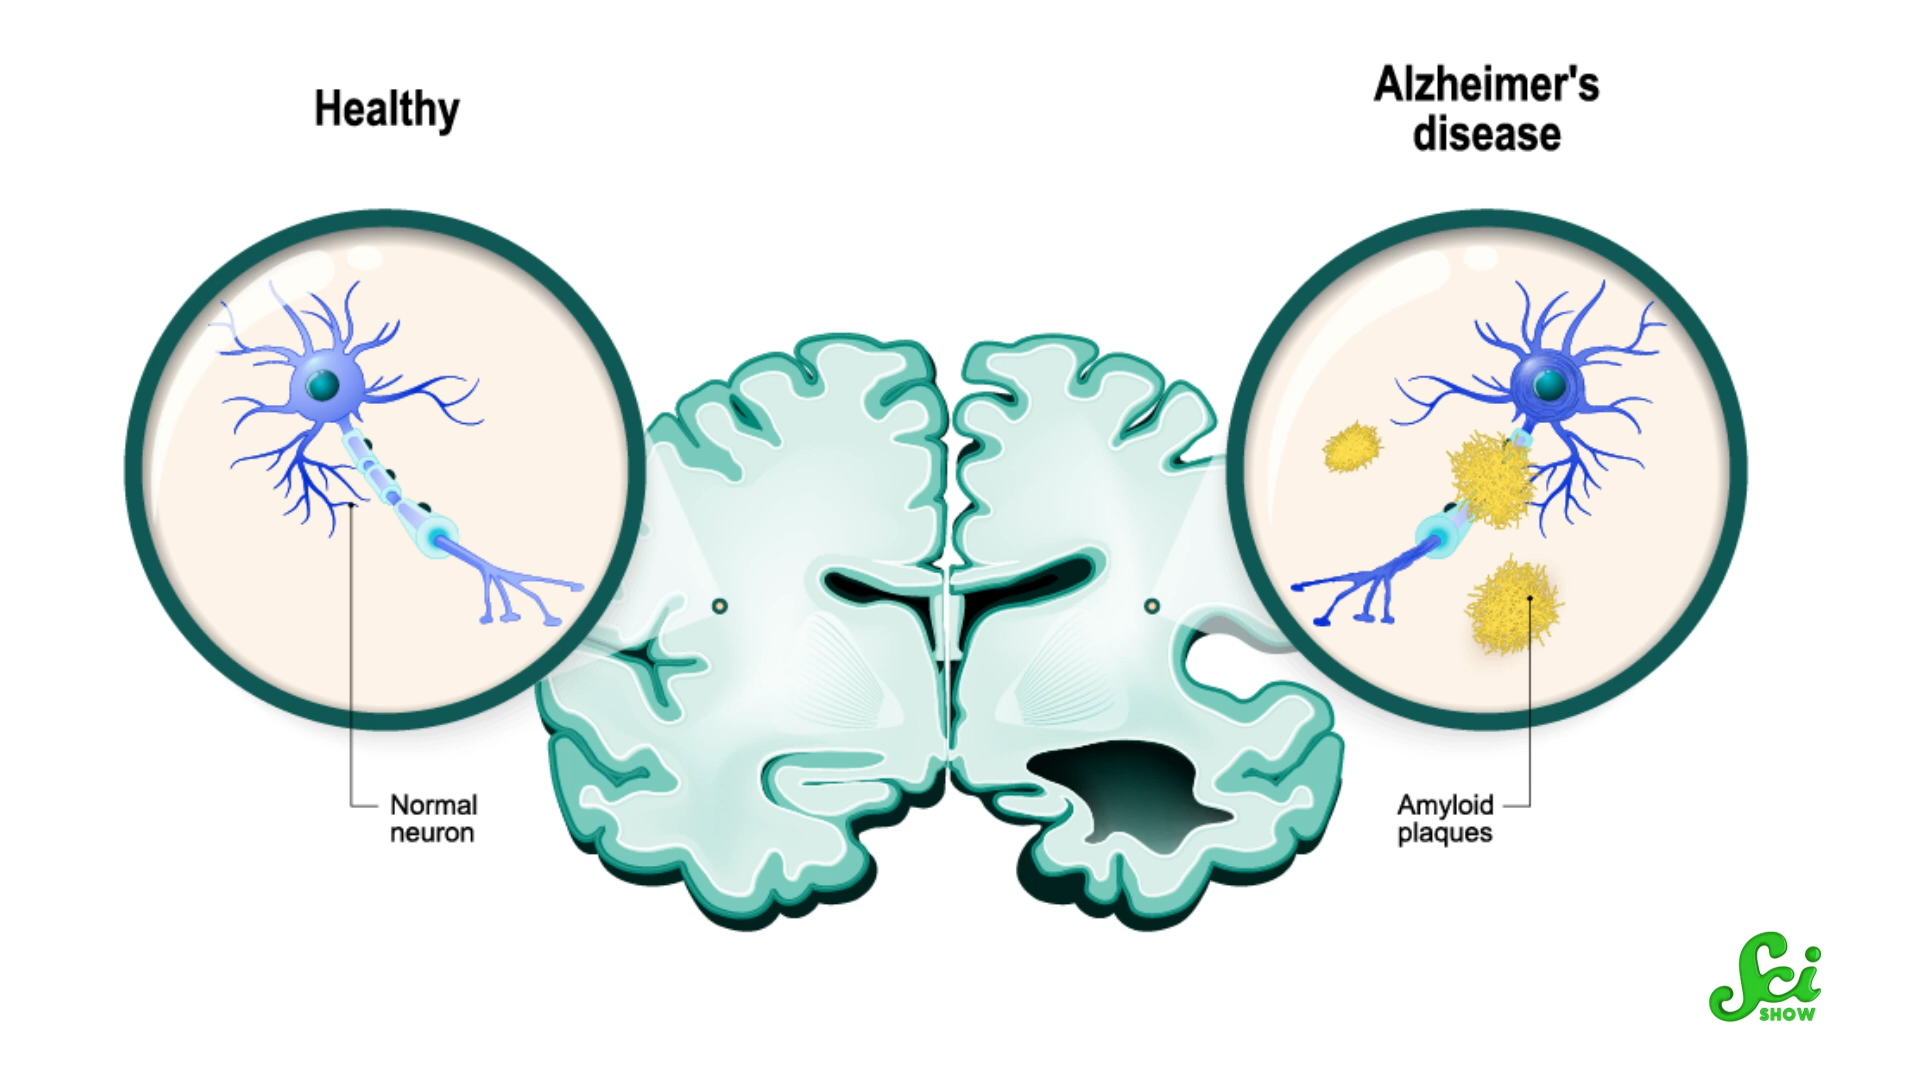 Healthy
Alzheimer's
disease
Normal
neuron
Amyloid
plaques
Sci
SHOW